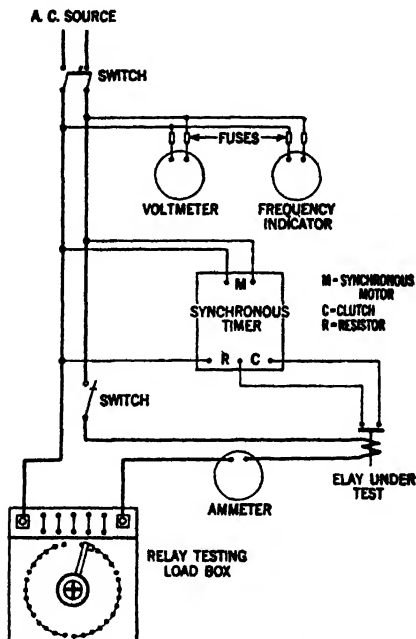 A. C. SOURCE
SWITCH
FUSES
VOLTMETER
FREQUENCY
INDICATOR
M
SYNCHRONOUS
TIMER
R C
M = SYNCHRONOUS
MOTOR
C = CLUTCH
R = RESISTOR
SWITCH
AMMETER
ELAY UNDER
TEST
RELAY TESTING
LOAD BOX